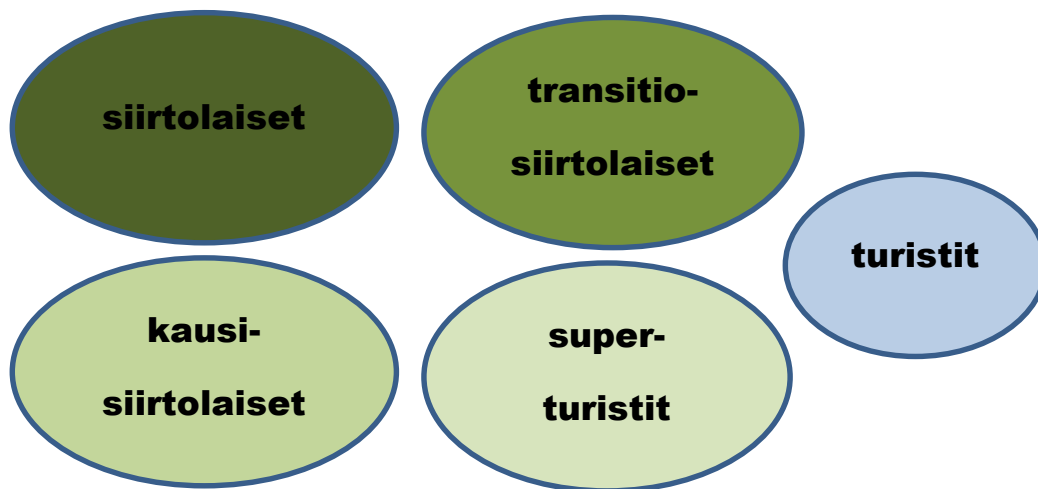 siirtolaiset
transitio-
siirtolaiset
turistit
kausi-
siirtolaiset
super-
turistit